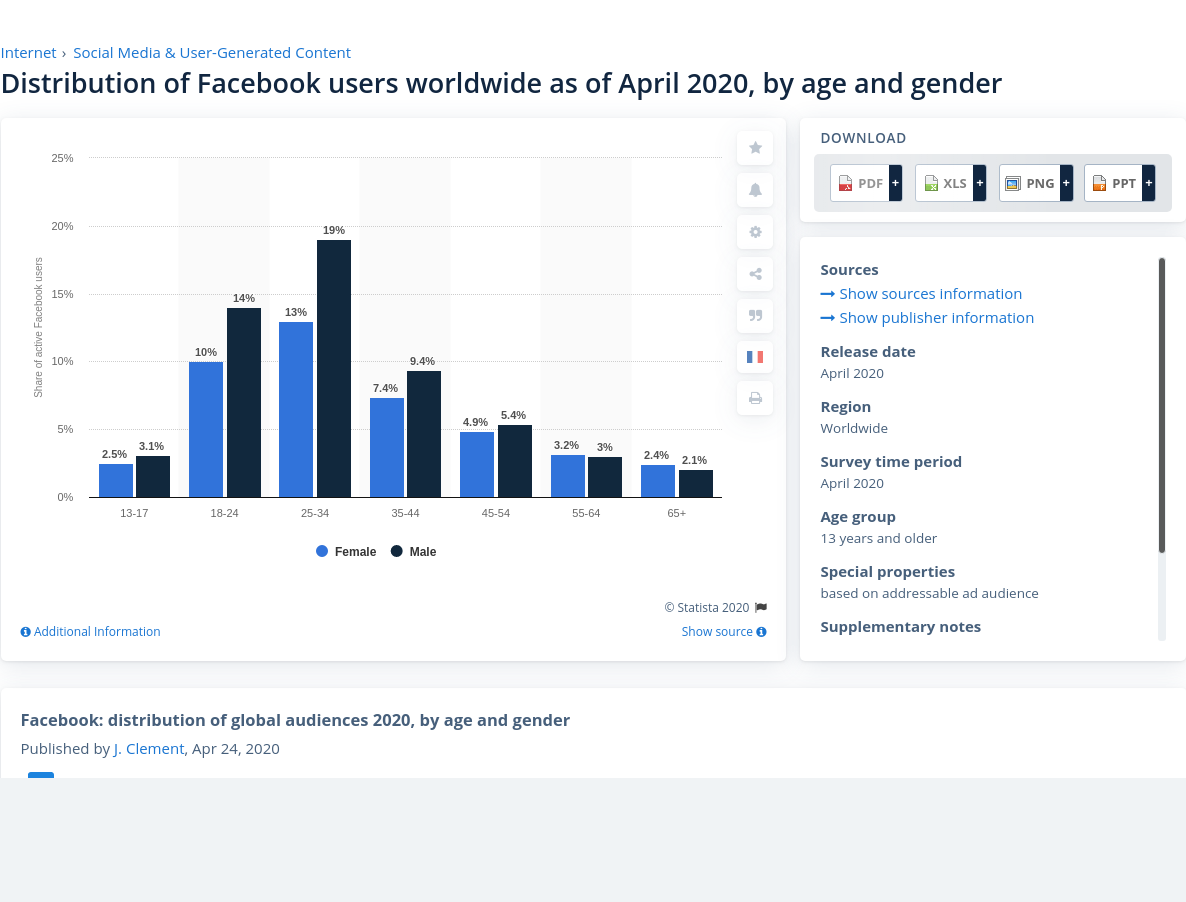 Internet › Social Media & User-Generated Content
Distribution of Facebook users worldwide as of April 2020, by age and gender
Share of active Facebook users
25%
20%
15%
10%
5%
0%
2.5% 3.1% 10% 14% 13% 19% 7.4% 9.4% 4.9% 5.4% 3.2% 3% 2.4% 2.1%
13-17 18-24 25-34 35-44 45-54 55-64 65+
Female Male
© Statista 2020
Additional Information Show source
DOWNLOAD
PDF + XLS + PNG + PPT +
Sources
Show sources information
Show publisher information
Release date
April 2020
Region
Worldwide
Survey time period
April 2020
Age group
13 years and older
Special properties
based on addressable ad audience
Supplementary notes
Facebook: distribution of global audiences 2020, by age and gender
Published by J. Clement, Apr 24, 2020